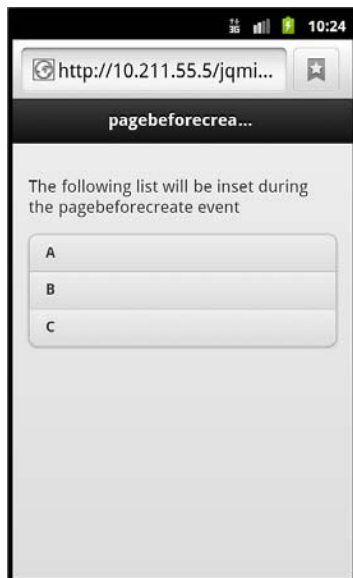 3G 10:24
http://10.211.55.5/jqmi...
pagebeforecrea...
The following list will be inset during
the pagebeforecreate event
A
B
C